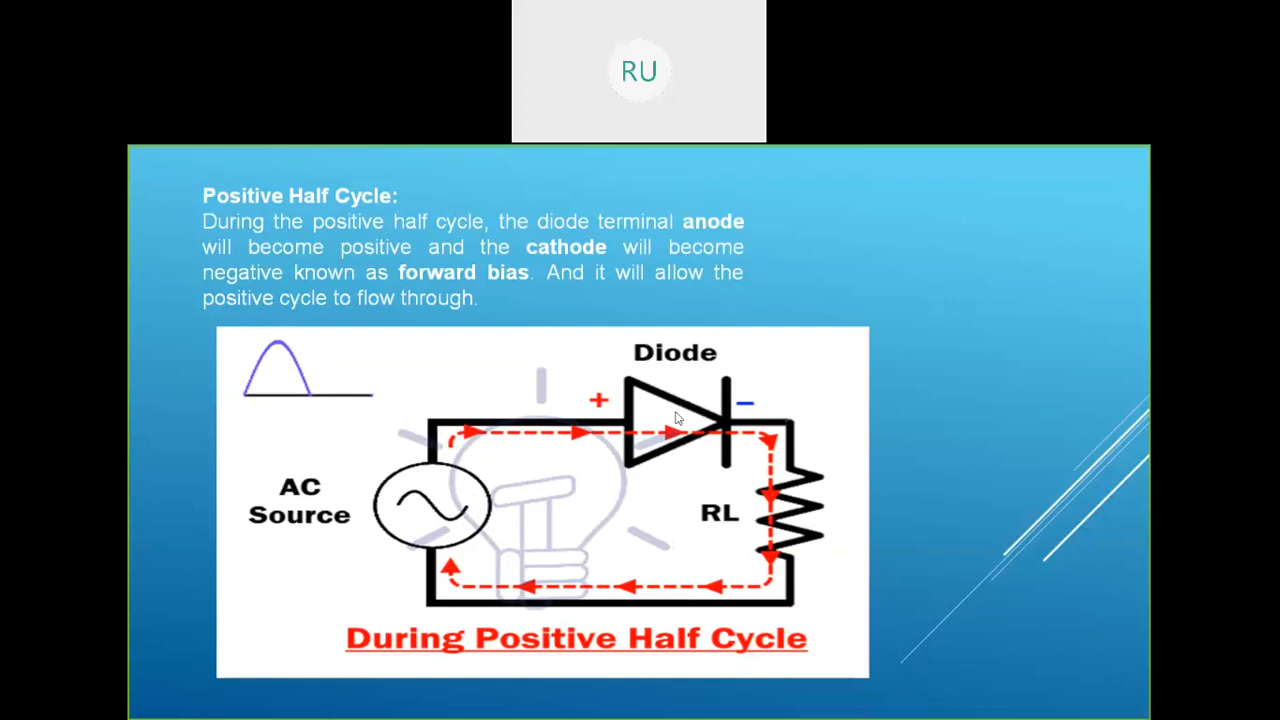 RU
Positive Half Cycle:
During the positive half cycle, the diode terminal anode
will become positive and the cathode will become
negative known as forward bias. And it will allow the
positive cycle to flow through.
Diode
+ −
AC
Source
RL
During Positive Half Cycle